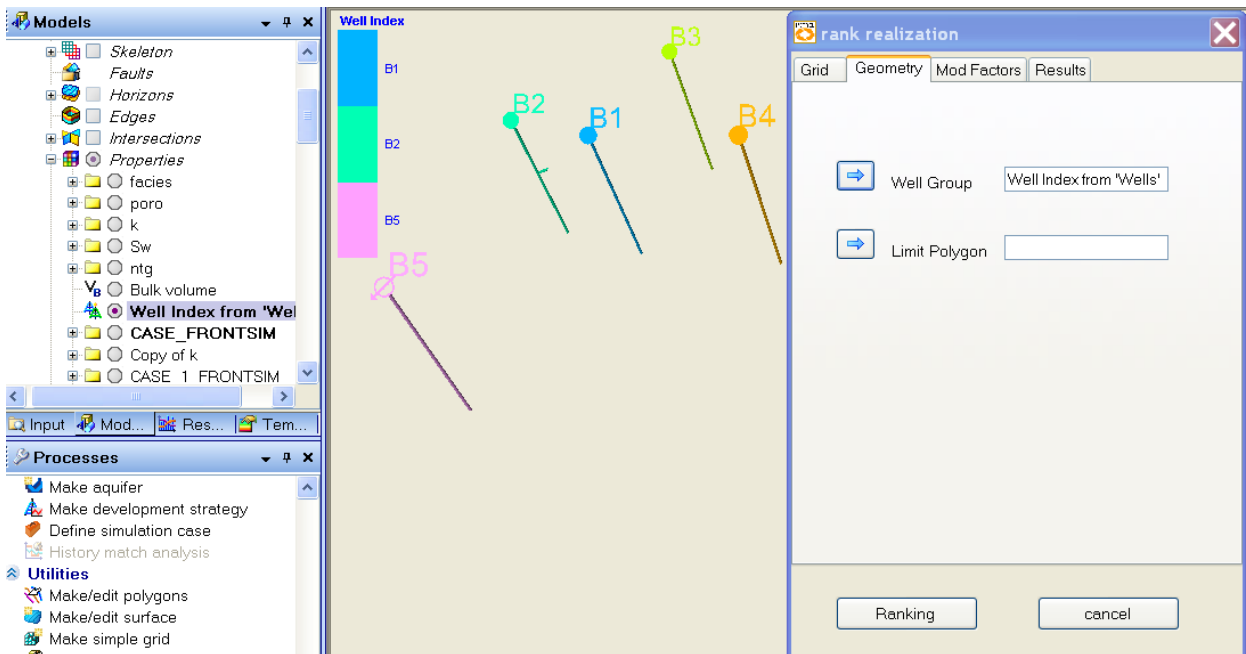 Models
Skeleton
Faults
Horizons
Edges
Intersections
Properties
facies
poro
k
Sw
ntg
Bulk volume
Well Index from 'Wel
CASE_FRONTSIM
Copy of k
CASE_1_FRONTSIM
Input Mod... Res... Tem...
Processes
Make aquifer
Make development strategy
Define simulation case
History match analysis
Utilities
Make/edit polygons
Make/edit surface
Make simple grid
Well Index
B1
B2
B5
B3
B2
B1
B4
B5
rank realization
Grid Geometry Mod Factors Results
Well Group Well Index from 'Wells'
Limit Polygon
Ranking cancel